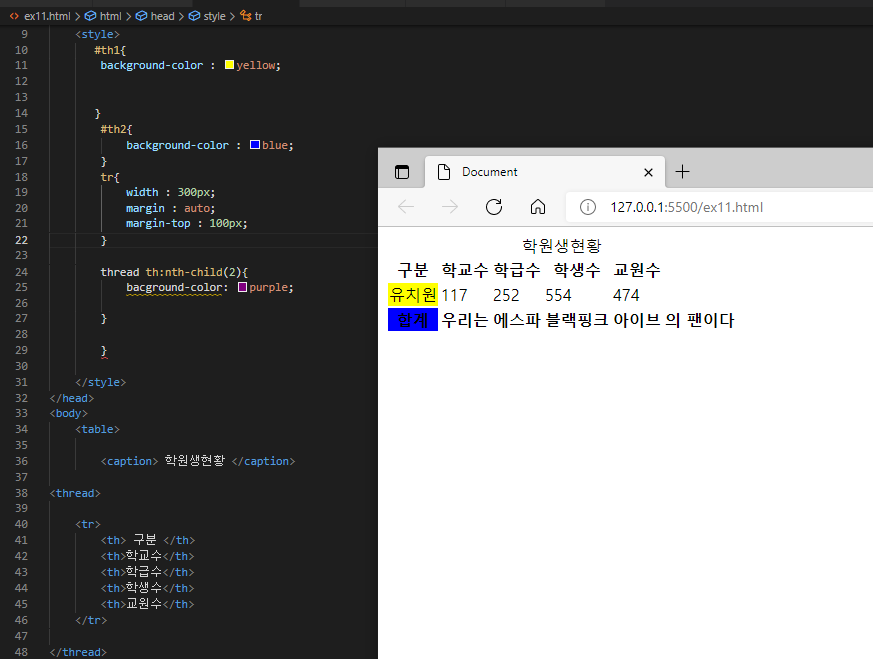 ex11.html > html > head > style > tr
9 <style>
10 #th1{
11 background-color : yellow;
12
13
14 }
15 #th2{
16 background-color : blue;
17 }
18 tr{
19 width : 300px;
20 margin : auto;
21 margin-top : 100px;
22 }
23
24 thread th:nth-child(2){
25 bacground-color: purple;
26
27 }
28
29 }
30
31 </style>
32 </head>
33 <body>
34 <table>
35
36 <caption> 학원생현황 </caption>
37
38 <thread>
39
40 <tr>
41 <th> 구분 </th>
42 <th>학교수</th>
43 <th>학급수</th>
44 <th>학생수</th>
45 <th>교원수</th>
46 </tr>
47
48 </thread>
Document
127.0.0.1:5500/ex11.html
학원생현황
구분 학교수 학급수 학생수 교원수
유치원 117 252 554 474
합계 우리는 에스파 블랙핑크 아이브 의 팬이다